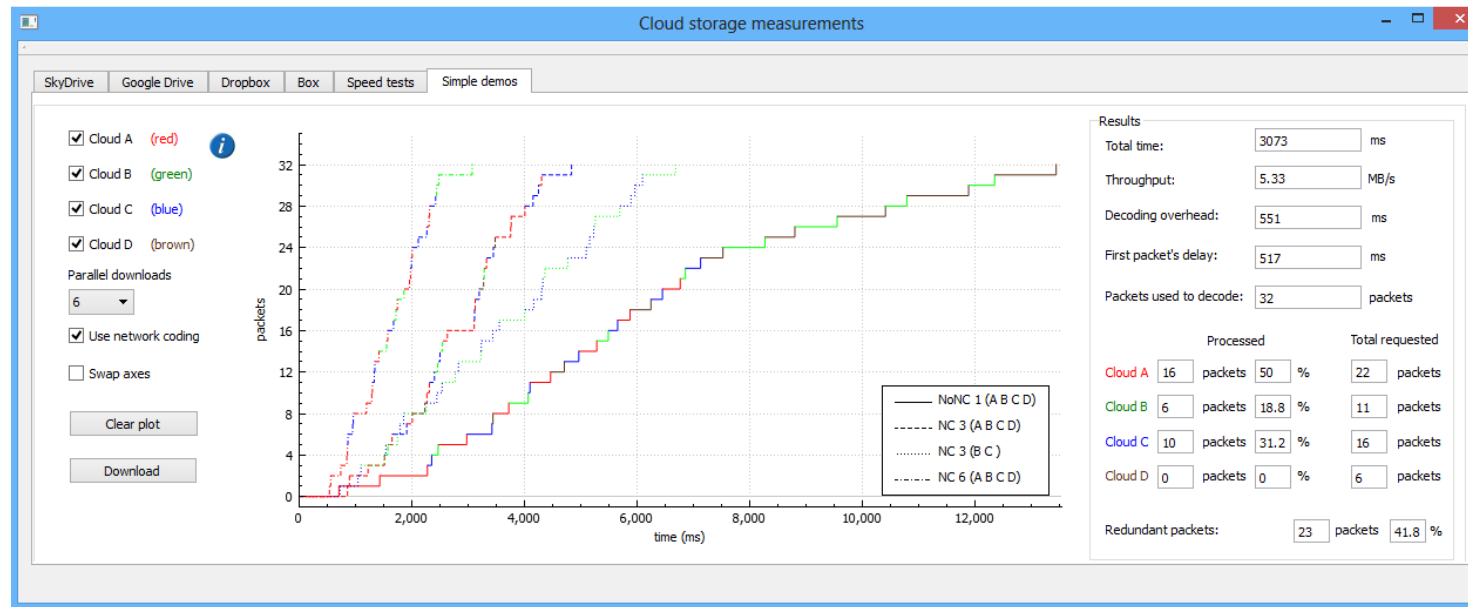 Cloud storage measurements
SkyDrive Google Drive Dropbox Box Speed tests Simple demos
Cloud A (red)
Cloud B (green)
Cloud C (blue)
Cloud D (brown)
Parallel downloads
6
Use network coding
Swap axes
Clear plot
Download
packets
32
28
24
20
16
12
8
4
0
0 2,000 4,000 6,000 8,000 10,000 12,000
time (ms)
NoNC 1 (A B C D)
NC 3 (A B C D)
NC 3 (B C )
NC 6 (A B C D)
Results
Total time: 3073 ms
Throughput: 5.33 MB/s
Decoding overhead: 551 ms
First packet's delay: 517 ms
Packets used to decode: 32 packets
Processed Total requested
Cloud A 16 packets 50 % 22 packets
Cloud B 6 packets 18.8 % 11 packets
Cloud C 10 packets 31.2 % 16 packets
Cloud D 0 packets 0 % 6 packets
Redundant packets: 23 packets 41.8 %